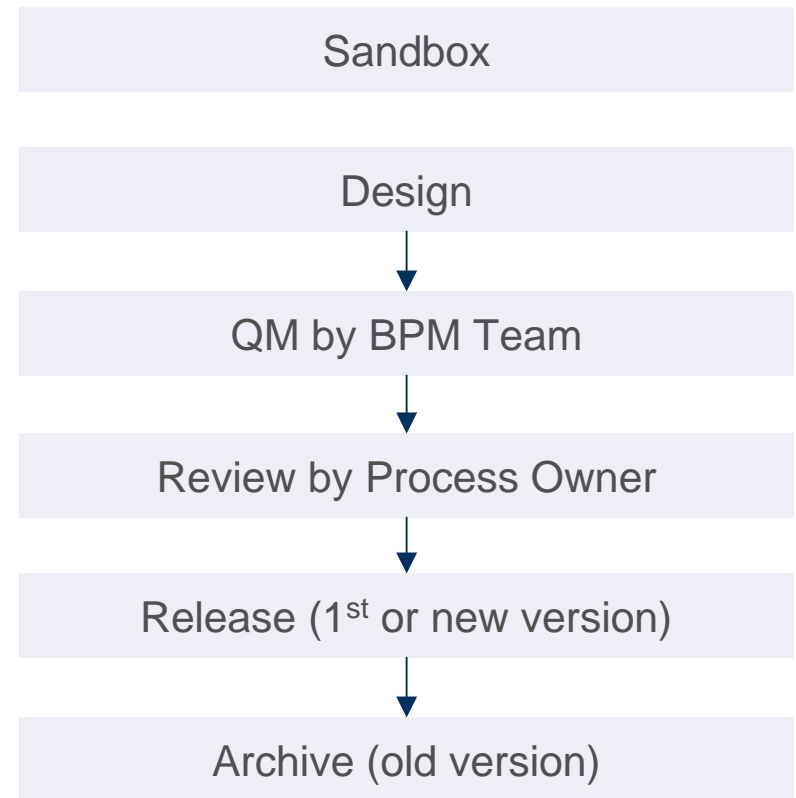 Sandbox
Design
QM by BPM Team
Review by Process Owner
Release (1st or new version)
Archive (old version)